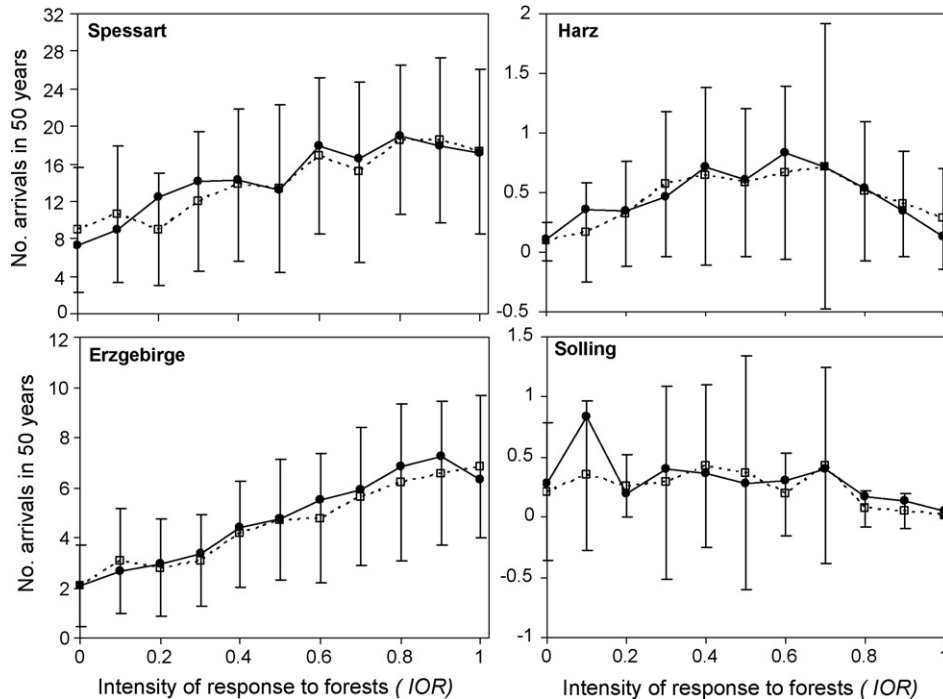 Spessart
No. arrivals in 50 years
32
28
24
20
16
12
8
4
0
Harz
2
1.5
1
0.5
0
-0.5
Erzgebirge
No. arrivals in 50 years
12
10
8
6
4
2
0
0 0.2 0.4 0.6 0.8 1
Intensity of response to forests ( IOR)
Solling
1.5
1
0.5
0
-0.5
-1
0 0.2 0.4 0.6 0.8 1
Intensity of response to forests ( IOR)